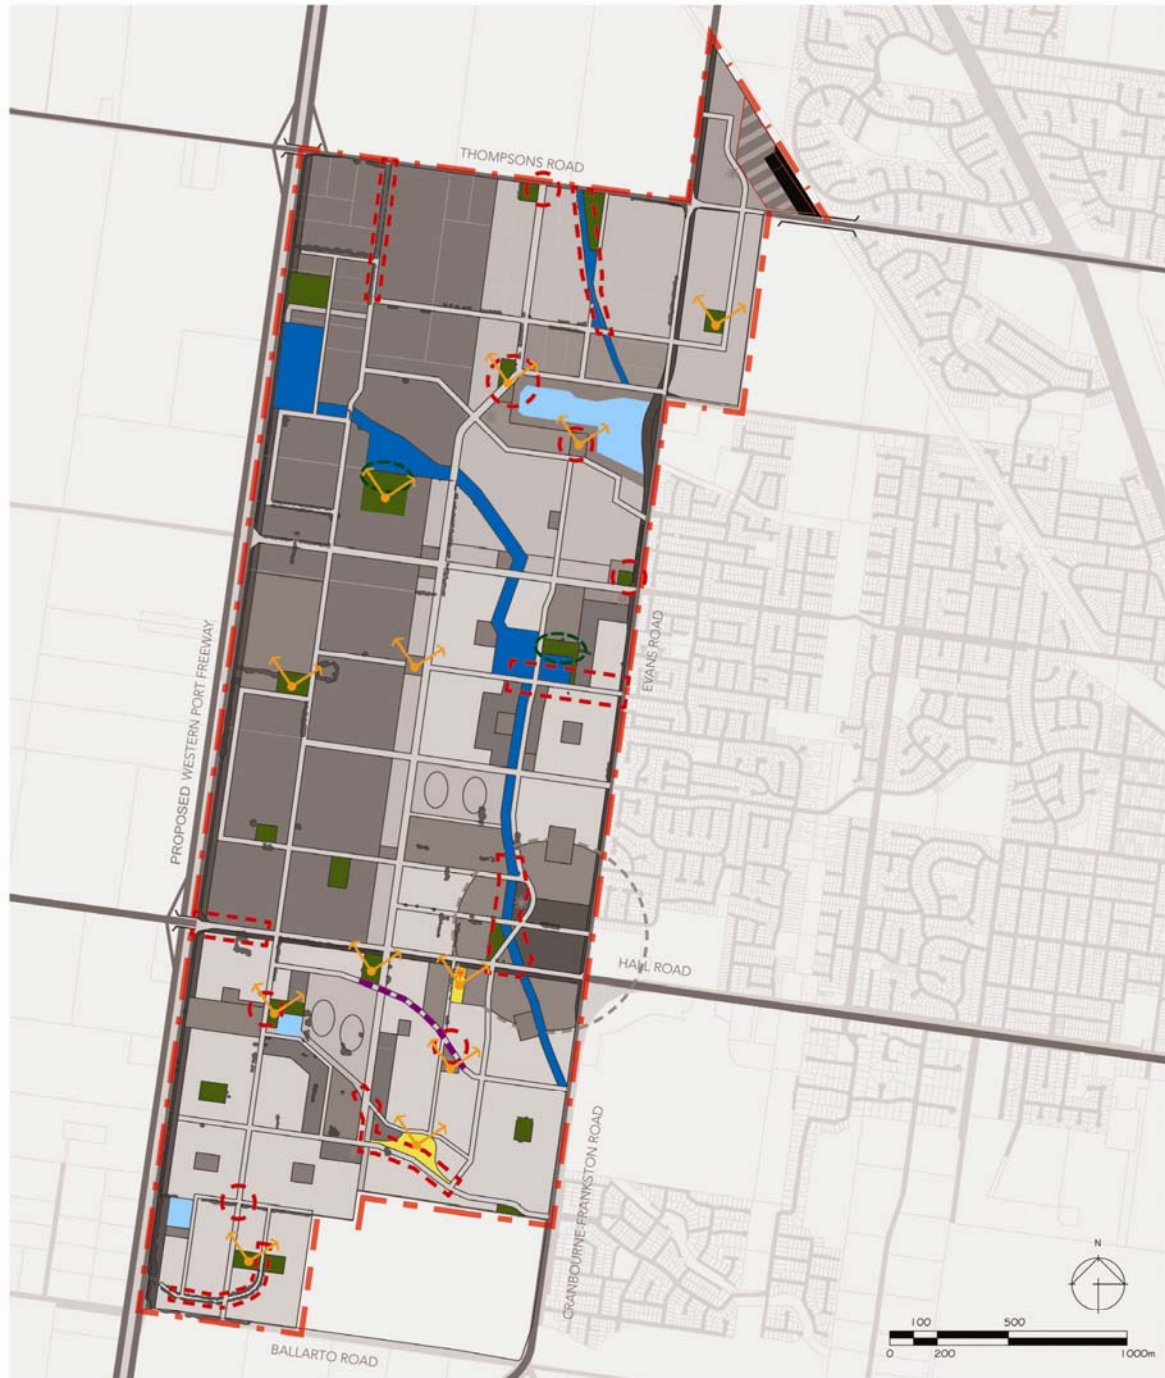 THOMPSONS ROAD
PROPOSED WESTERN PORT FREEWAY
EVANS ROAD
HALL ROAD
CRANBOURNE-FRANKSTON ROAD
BALLARTO ROAD
N
100 500
0 200 1000m